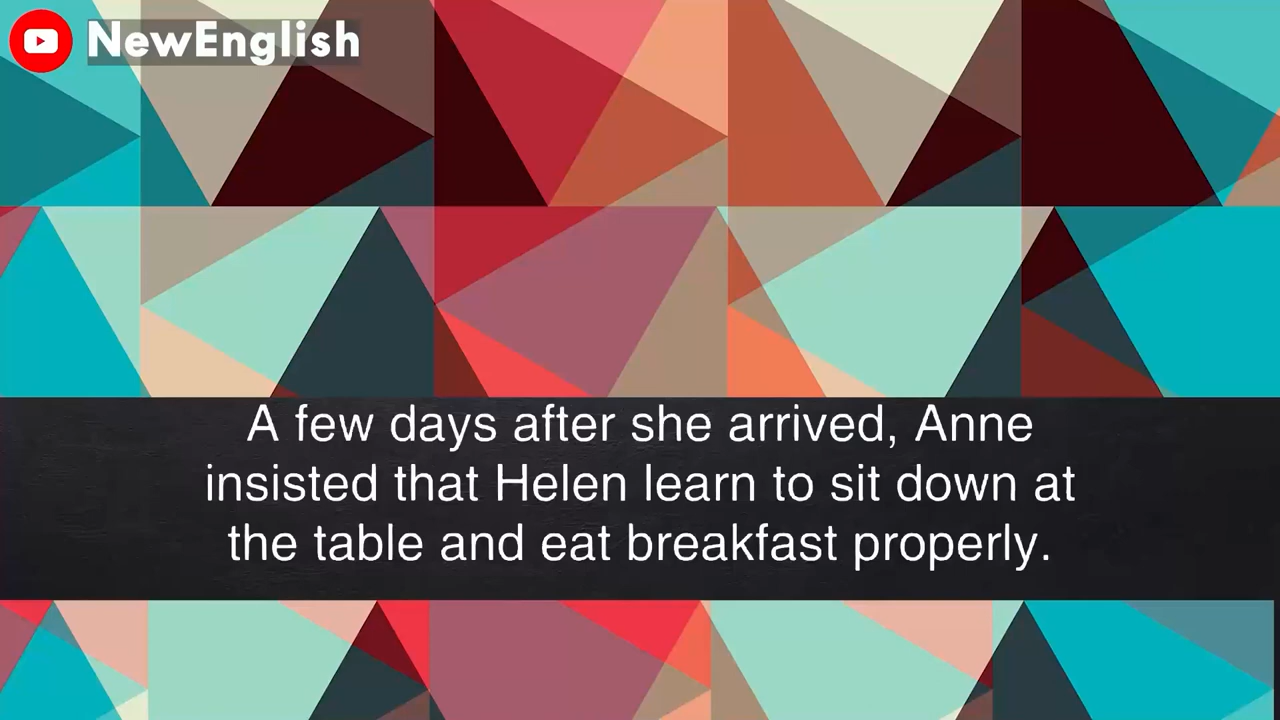 NewEnglish
A few days after she arrived, Anne
insisted that Helen learn to sit down at
the table and eat breakfast properly.